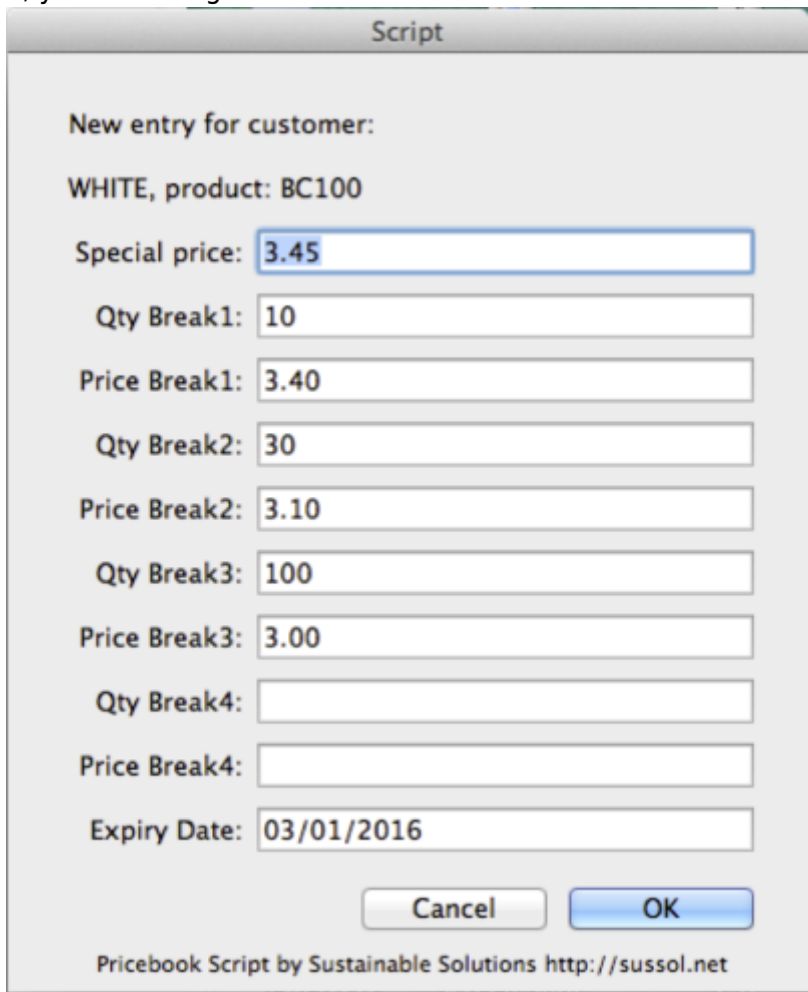 Script
New entry for customer:
WHITE, product: BC100
Special price: 3.45
Qty Break1: 10
Price Break1: 3.40
Qty Break2: 30
Price Break2: 3.10
Qty Break3: 100
Price Break3: 3.00
Qty Break4:
Price Break4:
Expiry Date: 03/01/2016
Cancel OK
Pricebook Script by Sustainable Solutions http://sussol.net